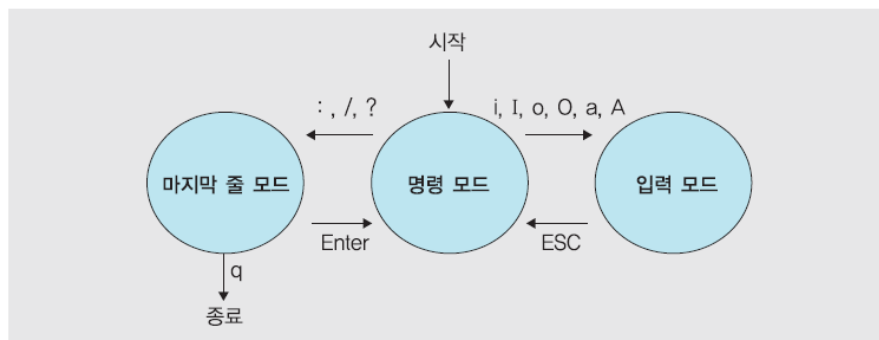 시작
: , /, ?
i, I, o, O, a, A
마지막 줄 모드
명령 모드
입력 모드
Enter
ESC
q
종료